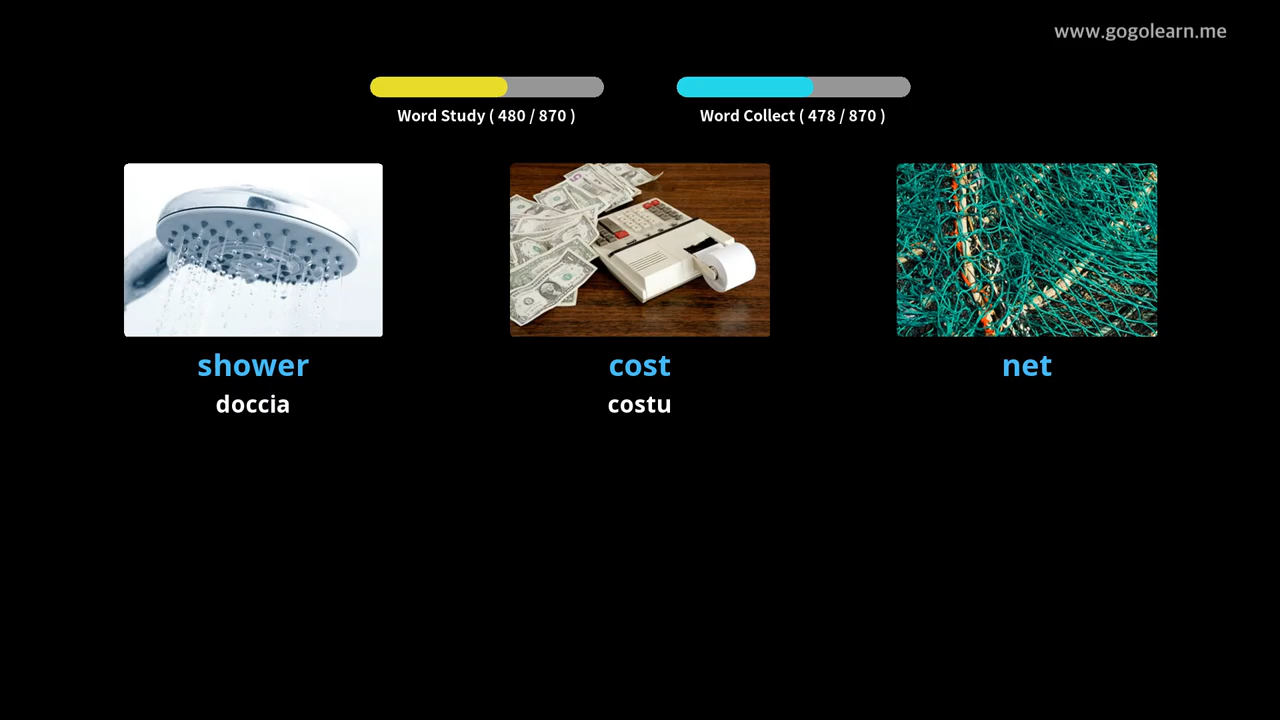 www.gogolearn.me
Word Study ( 480 / 870 )
Word Collect ( 478 / 870 )
shower
doccia
cost
costu
net